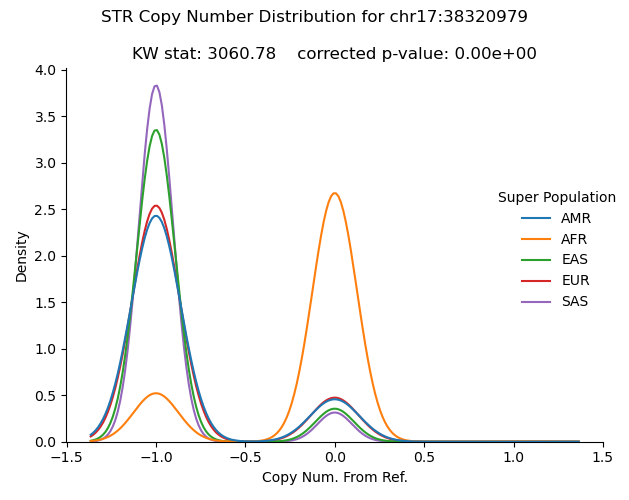 STR Copy Number Distribution for chr17:38320979
KW stat: 3060.78    corrected p-value: 0.00e+00
4.0
3.5
3.0
2.5
2.0
1.5
1.0
0.5
0.0
Density
−1.5
−1.0
−0.5
0.0
0.5
1.0
1.5
Copy Num. From Ref.
Super Population
AMR
AFR
EAS
EUR
SAS